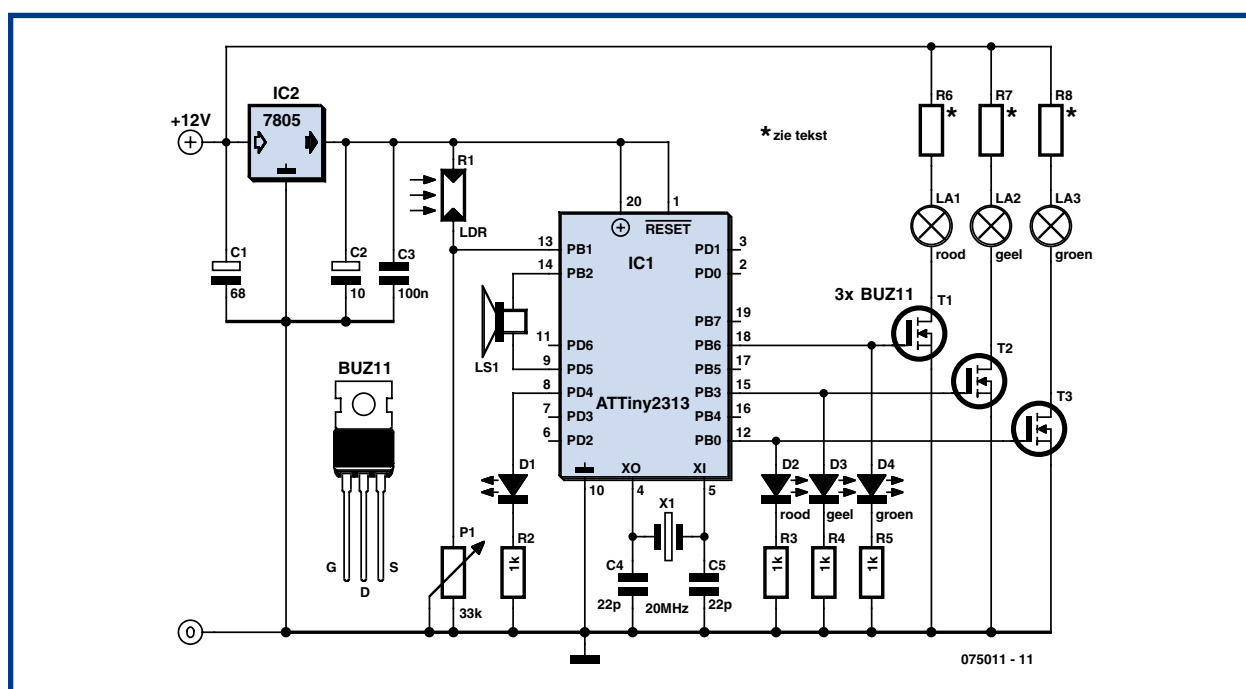 IC2
7805
+12V
C1
68
C2
10
C3
100n
R1
LDR
*zie tekst
R6
*
R7
*
R8
*
LA1
rood
LA2
geel
LA3
groen
20
1
RESET
IC1
ATTiny2313
13
PB1
14
PB2
11
PD6
9
PD5
8
PD4
7
PD3
6
PD2
PD1
3
PD0
2
PB7
19
PB6
18
PB5
17
PB3
15
PB4
16
PB0
12
XO
XI
10
4
5
LS1
3x BUZ11
T1
T2
T3
BUZ11
G
D
S
P1
33k
D1
R2
1k
X1
C4
22p
20MHz
C5
22p
D2
rood
D3
geel
D4
groen
R3
1k
R4
1k
R5
1k
0
075011 - 11